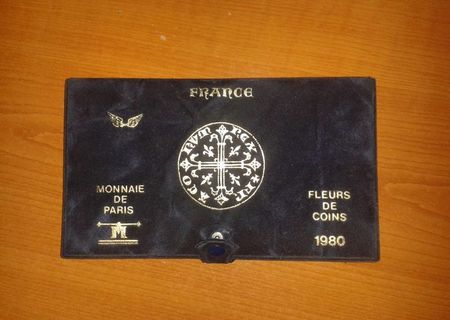 FRANCE
MONNAIE
DE
PARIS
FLEURS
DE
COINS
1980